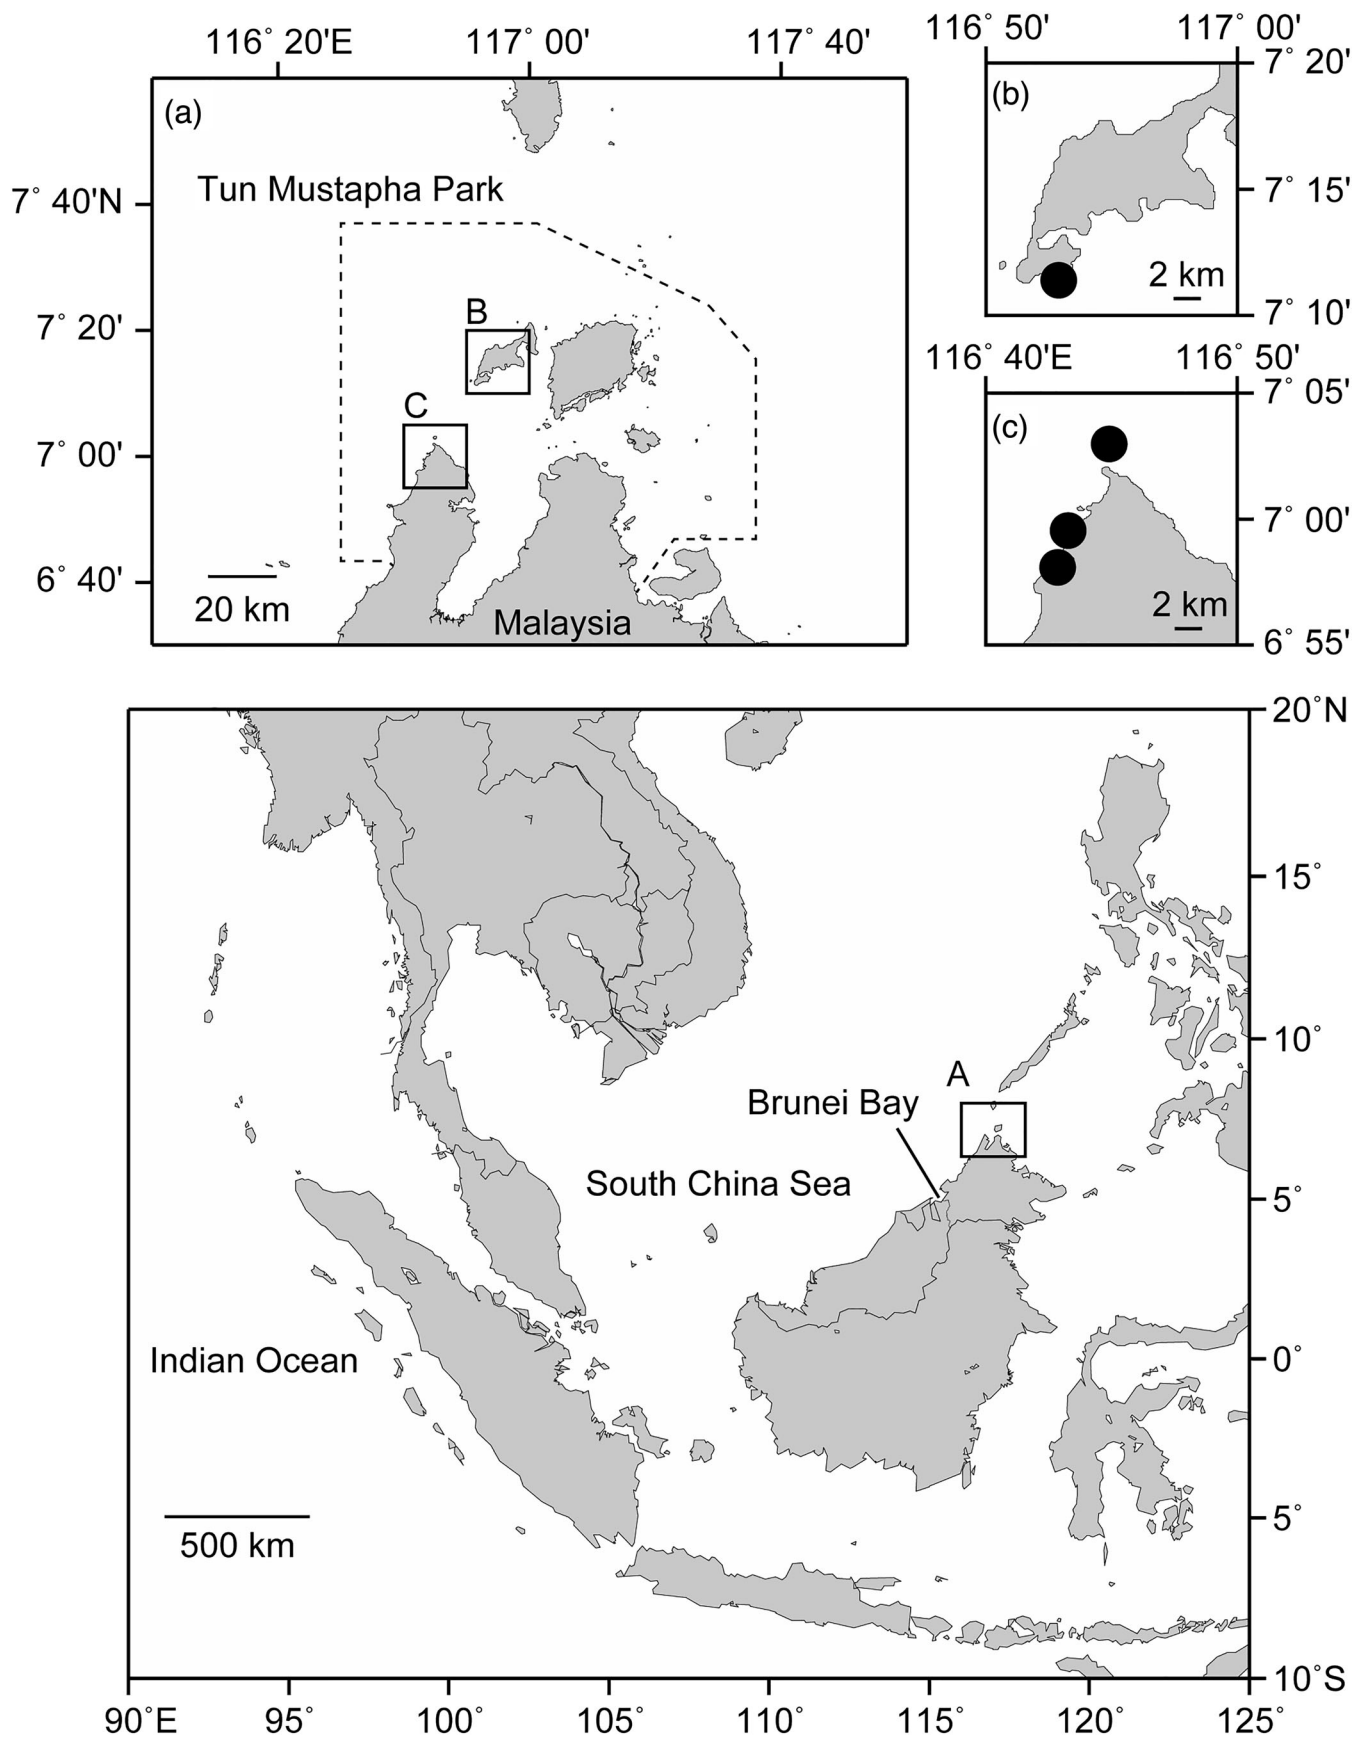 116° 20'E
117° 00'
117° 40'
(a)
Tun Mustapha Park
7° 40'N
7° 20'
7° 00'
6° 40'
B
C
20 km
Malaysia
116° 50'
117° 00'
(b)
7° 20'
7° 15'
7° 10'
2 km
116° 40'E
116° 50'
(c)
7° 05'
7° 00'
6° 55'
2 km
20°N
15°
10°
5°
0°
5°
10°S
A
Brunei Bay
South China Sea
Indian Ocean
500 km
90°E
95°
100°
105°
110°
115°
120°
125°